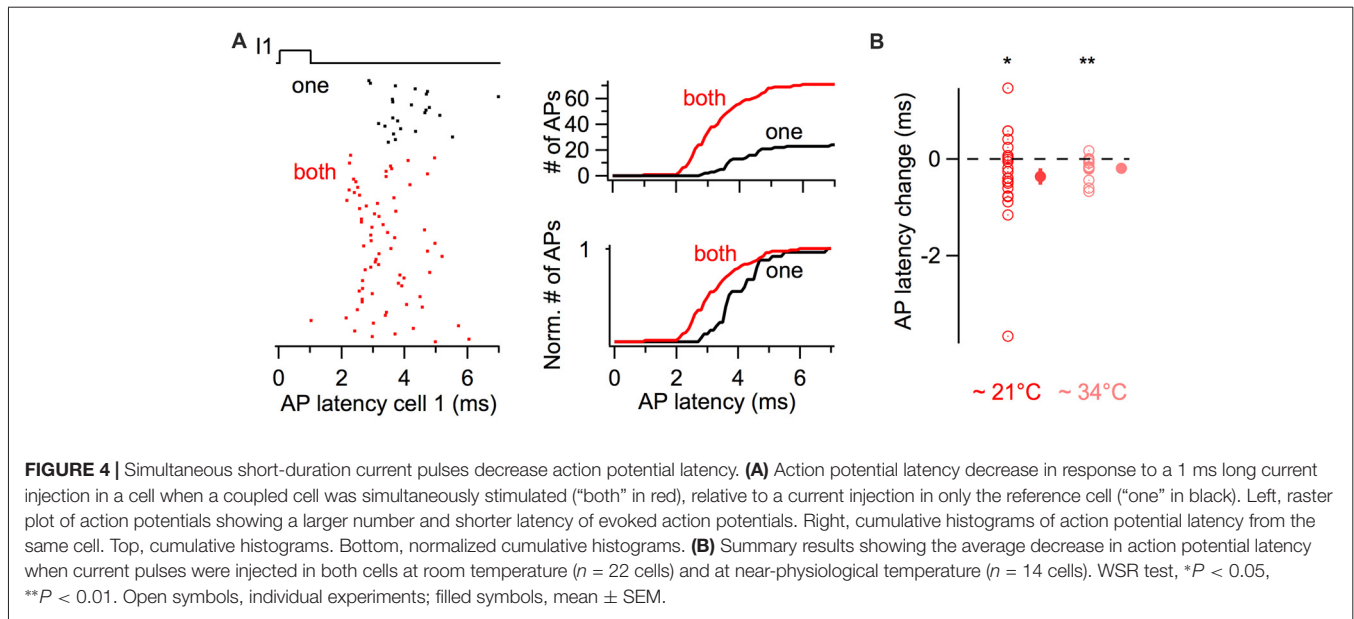 A
I1
one
both
0 2 4 6
AP latency cell 1 (ms)
# of APs
60
40
20
0
both
one
Norm. # of APs
1
both
one
0 2 4 6
AP latency (ms)
B
* **
AP latency change (ms)
0
-2
~ 21°C ~ 34°C
FIGURE 4 | Simultaneous short-duration current pulses decrease action potential latency. (A) Action potential latency decrease in response to a 1 ms long current
injection in a cell when a coupled cell was simultaneously stimulated (“both” in red), relative to a current injection in only the reference cell (“one” in black). Left, raster
plot of action potentials showing a larger number and shorter latency of evoked action potentials. Right, cumulative histograms of action potential latency from the
same cell. Top, cumulative histograms. Bottom, normalized cumulative histograms. (B) Summary results showing the average decrease in action potential latency
when current pulses were injected in both cells at room temperature (n = 22 cells) and at near-physiological temperature (n = 14 cells). WSR test, *P < 0.05,
**P < 0.01. Open symbols, individual experiments; filled symbols, mean ± SEM.